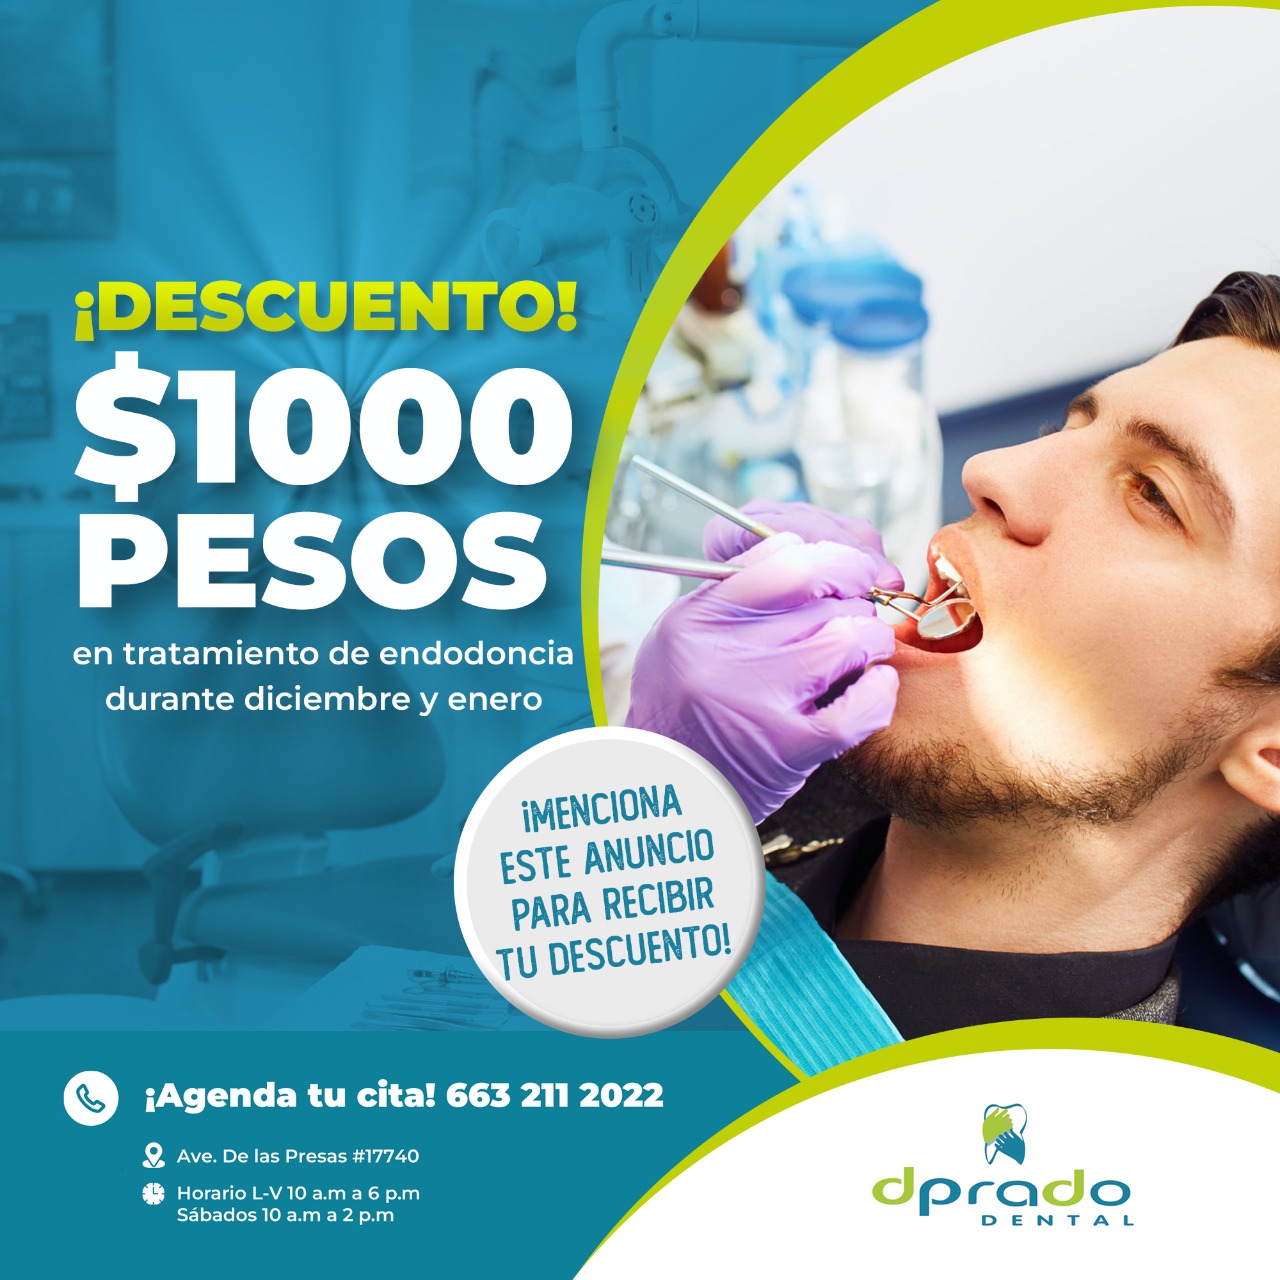 ¡DESCUENTO!
$1000
PESOS
en tratamiento de endodoncia
durante diciembre y enero
¡MENCIONA
ESTE ANUNCIO
PARA RECIBIR
TU DESCUENTO!
¡Agenda tu cita! 663 211 2022
Ave. De las Presas #17740
Horario L-V 10 a.m a 6 p.m
Sábados 10 a.m a 2 p.m
dprado
DENTAL